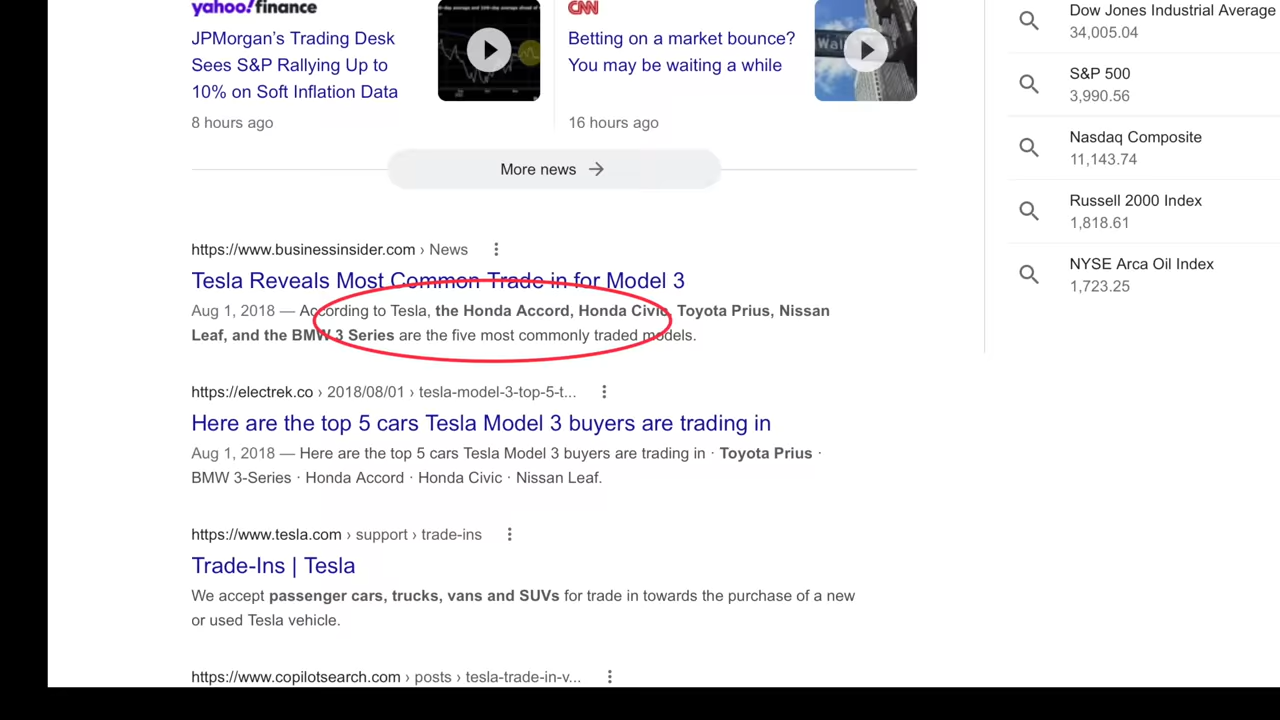 yahoo!finance
JPMorgan's Trading Desk
Sees S&P Rallying Up to
10% on Soft Inflation Data
8 hours ago
CNN
Betting on a market bounce?
You may be waiting a while
16 hours ago
More news →
https://www.businessinsider.com › News
Tesla Reveals Most Common Trade in for Model 3
Aug 1, 2018 — According to Tesla, the Honda Accord, Honda Civic, Toyota Prius, Nissan
Leaf, and the BMW 3 Series are the five most commonly traded models.
https://electrek.co › 2018/08/01 › tesla-model-3-top-5-t...
Here are the top 5 cars Tesla Model 3 buyers are trading in
Aug 1, 2018 — Here are the top 5 cars Tesla Model 3 buyers are trading in · Toyota Prius ·
BMW 3-Series · Honda Accord · Honda Civic · Nissan Leaf.
https://www.tesla.com › support › trade-ins
Trade-Ins | Tesla
We accept passenger cars, trucks, vans and SUVs for trade in towards the purchase of a new
or used Tesla vehicle.
https://www.copilotsearch.com › posts › tesla-trade-in-v...
Dow Jones Industrial Average
34,005.04
S&P 500
3,990.56
Nasdaq Composite
11,143.74
Russell 2000 Index
1,818.61
NYSE Arca Oil Index
1,723.25